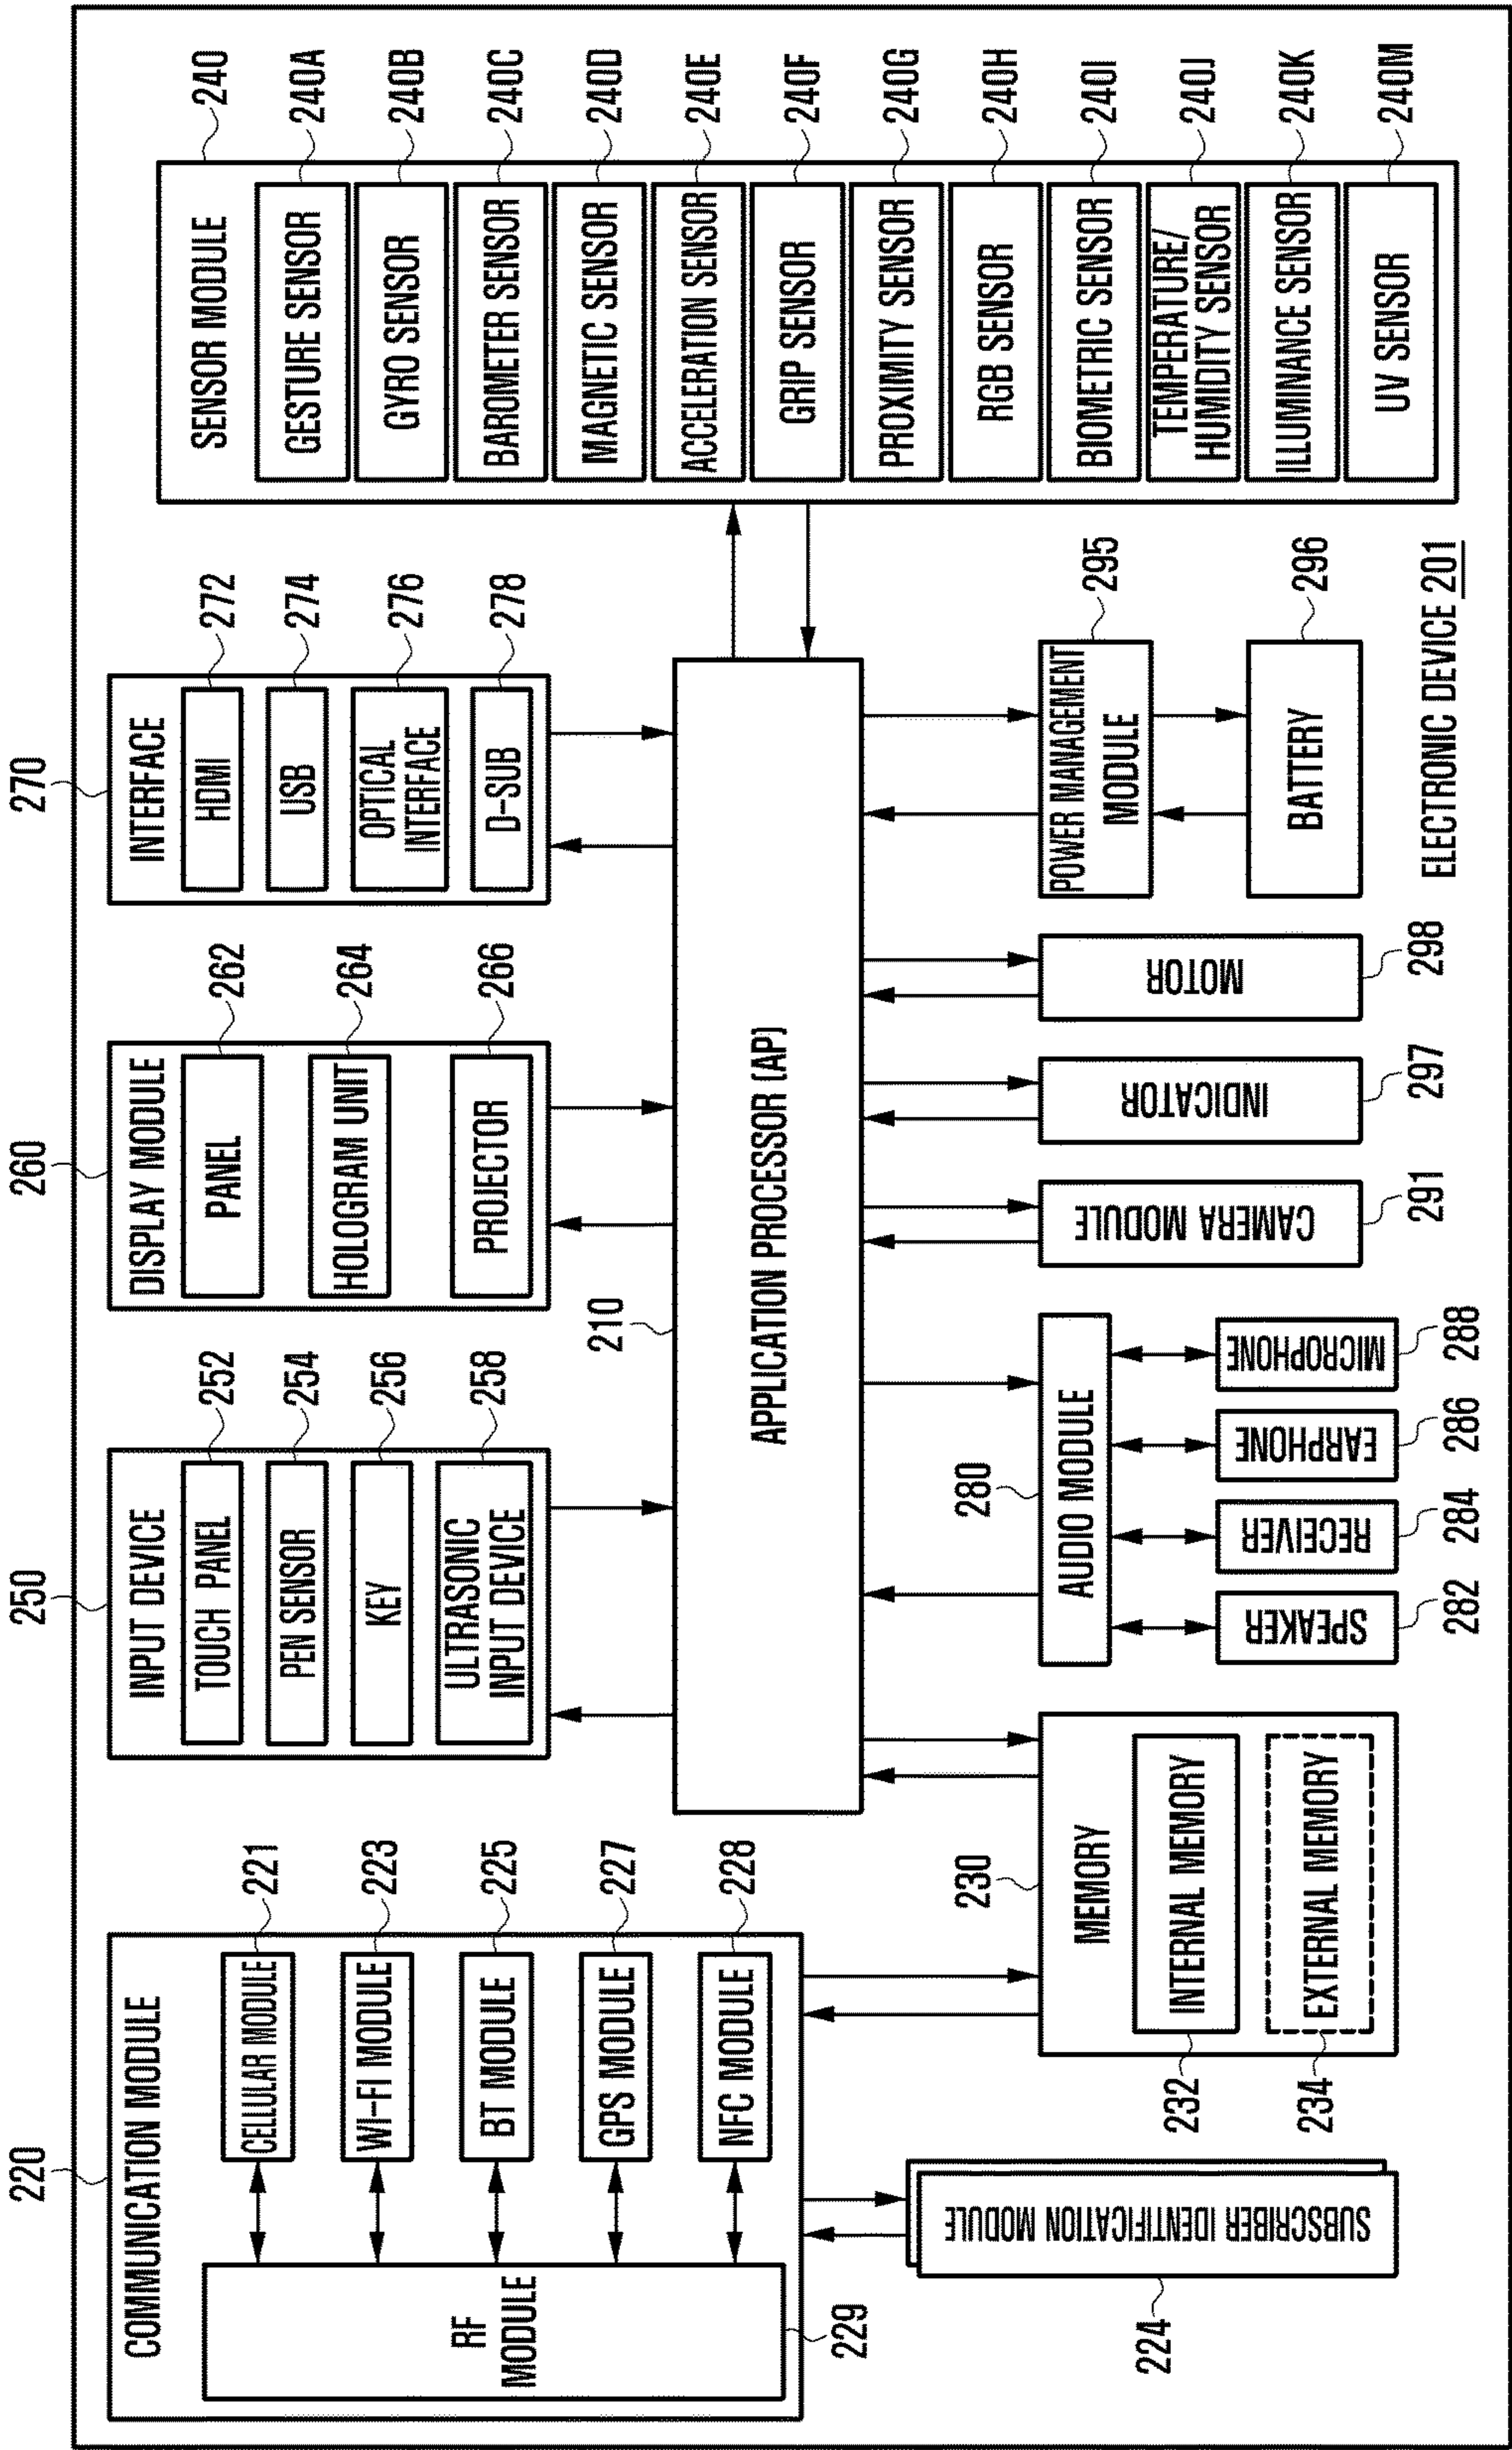 220
COMMUNICATION MODULE
RF
MODULE
229
CELLULAR MODULE
221
WI-FI MODULE
223
BT MODULE
225
GPS MODULE
227
NFC MODULE
228
250
INPUT DEVICE
TOUCH PANEL
252
PEN SENSOR
254
KEY
256
ULTRASONIC
INPUT DEVICE
258
260
DISPLAY MODULE
PANEL
262
HOLOGRAM UNIT
264
PROJECTOR
266
270
INTERFACE
HDMI
272
USB
274
OPTICAL
INTERFACE
276
D-SUB
278
240
SENSOR MODULE
GESTURE SENSOR
240A
GYRO SENSOR
240B
BAROMETER SENSOR
240C
MAGNETIC SENSOR
240D
ACCELERATION SENSOR
240E
GRIP SENSOR
240F
PROXIMITY SENSOR
240G
RGB SENSOR
240H
BIOMETRIC SENSOR
240I
TEMPERATURE/
HUMIDITY SENSOR
240J
ILLUMINANCE SENSOR
240K
UV SENSOR
240M
210
APPLICATION PROCESSOR (AP)
SUBSCRIBER IDENTIFICATION MODULE
224
230
MEMORY
INTERNAL MEMORY
232
EXTERNAL MEMORY
234
280
AUDIO MODULE
SPEAKER
282
RECEIVER
284
EARPHONE
286
MICROPHONE
288
CAMERA MODULE
291
INDICATOR
297
MOTOR
298
POWER MANAGEMENT
MODULE
295
BATTERY
296
ELECTRONIC DEVICE 201